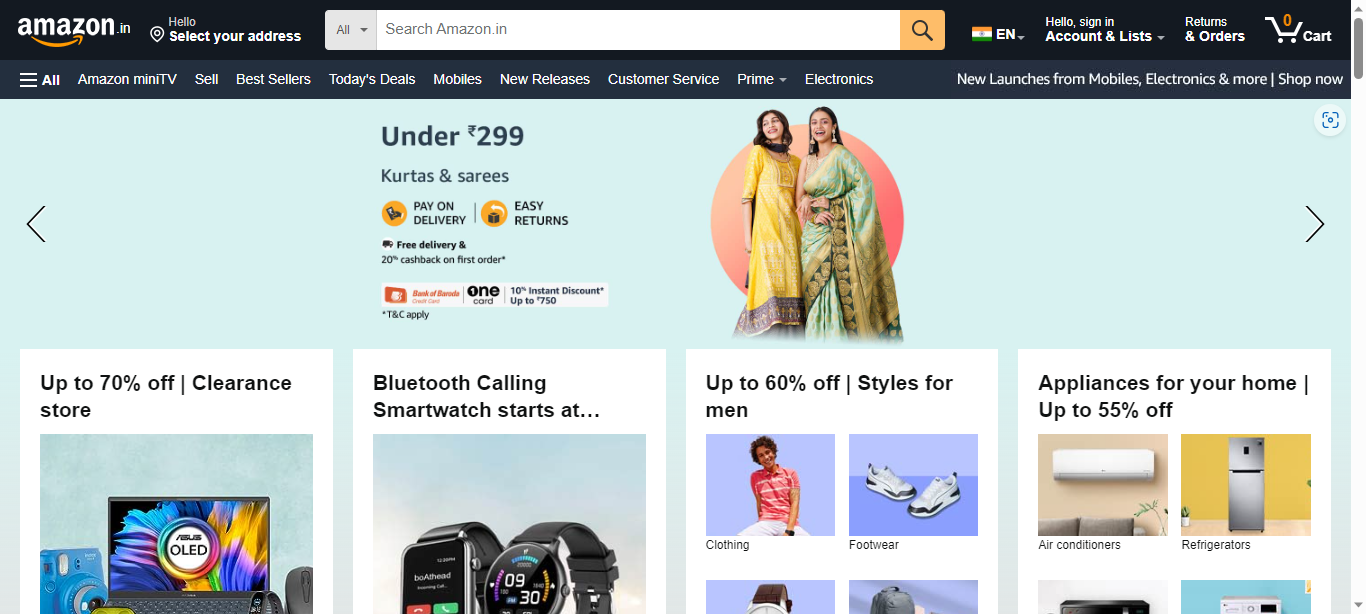 amazon.in
Hello
Select your address
All
Search Amazon.in
EN
Hello, sign in
Account & Lists
Returns
& Orders
0
Cart
All
Amazon miniTV
Sell
Best Sellers
Today's Deals
Mobiles
New Releases
Customer Service
Prime
Electronics
New Launches from Mobiles, Electronics & more | Shop now
Under ₹299
Kurtas & sarees
PAY ON
DELIVERY
EASY
RETURNS
Free delivery &
20% cashback on first order*
Bank of Baroda
Credit Card
one
card
10% Instant Discount*
Up to ₹750
*T&C apply
Up to 70% off | Clearance
store
ASUS
OLED
Bluetooth Calling
Smartwatch starts at…
boAthead
Incoming Call...
09
30
Up to 60% off | Styles for
men
Clothing
Footwear
Appliances for your home |
Up to 55% off
Air conditioners
Refrigerators